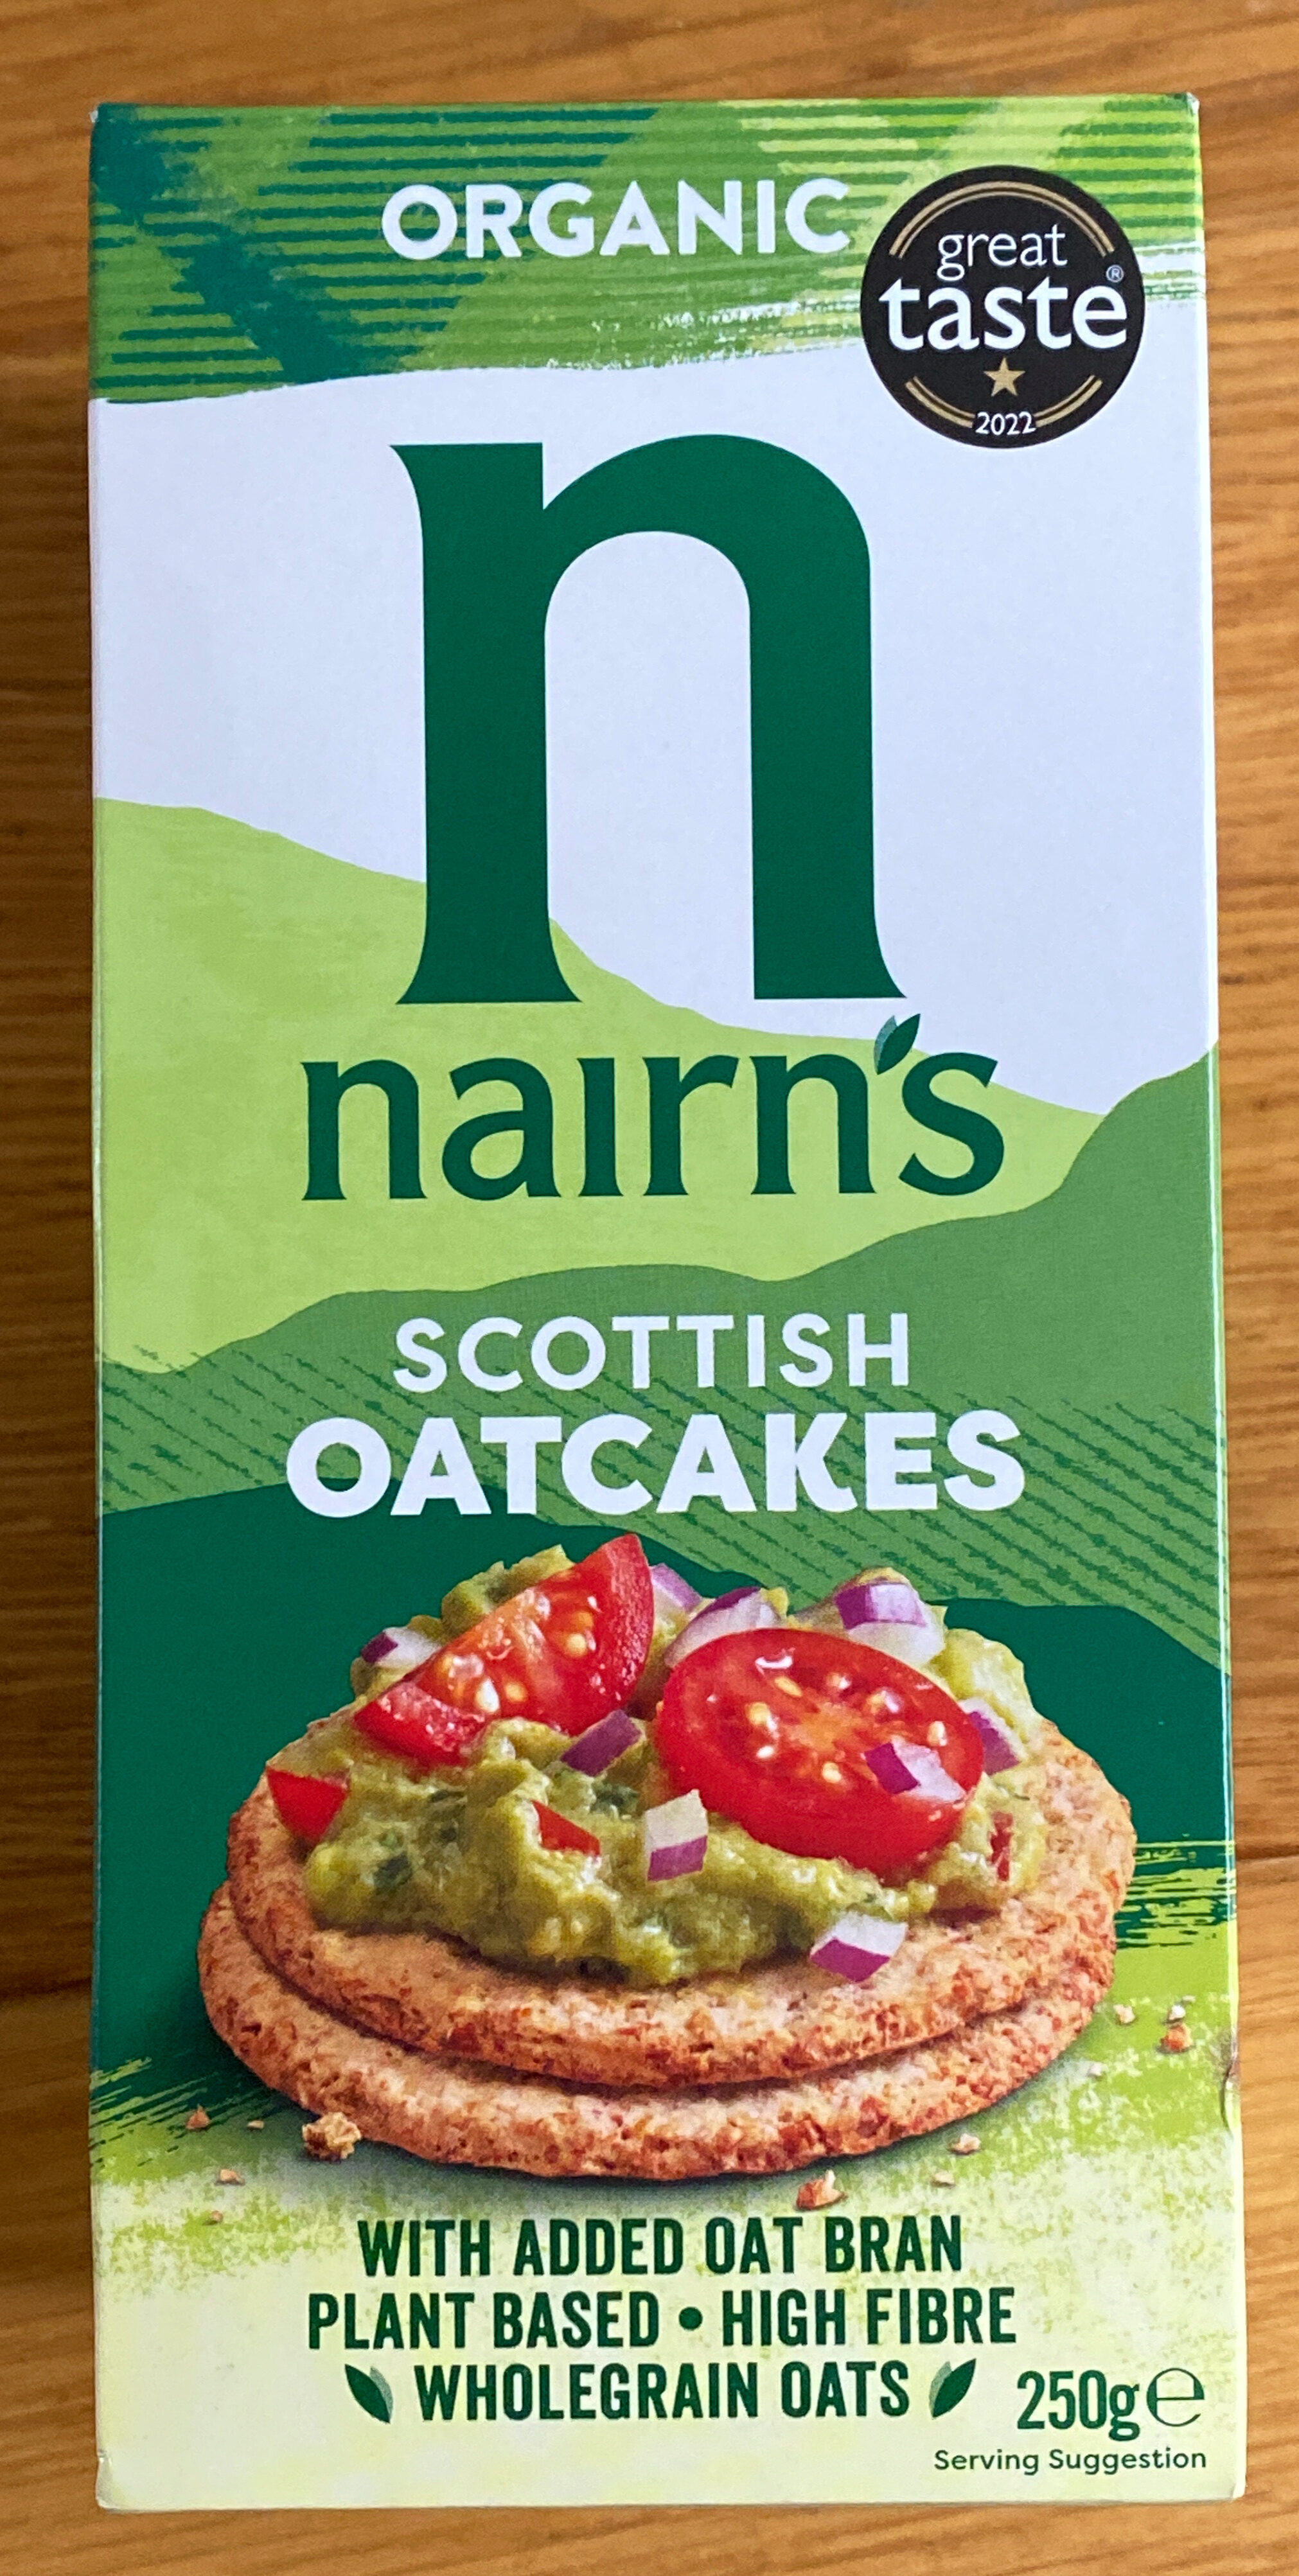 ORGANIC
great
taste®
2022
n
nairn's
SCOTTISH
OATCAKES
WITH ADDED OAT BRAN
PLANT BASED • HIGH FIBRE
WHOLEGRAIN OATS
250g℮
Serving Suggestion